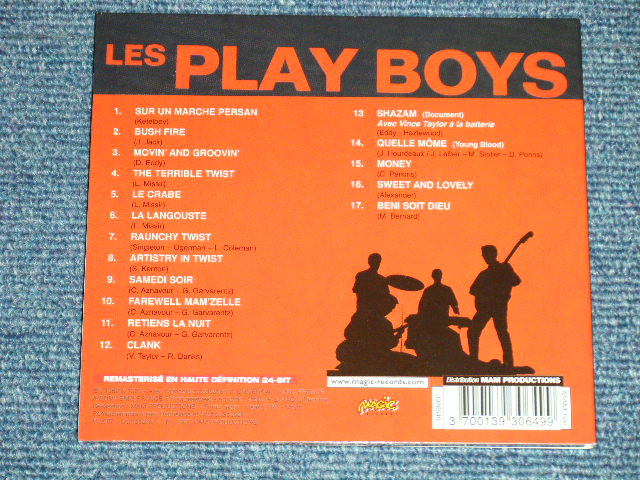 LES PLAY BOYS
1. SUR UN MARCHE PERSAN
(Ketelbey)
2. BUSH FIRE
(J. Jack)
3. MOVIN' AND GROOVIN'
(D. Eddy)
4. THE TERRIBLE TWIST
(L. Missir)
5. LE CRABE
(L. Missir)
6. LA LANGOUSTE
(L. Missir)
7. RAUNCHY TWIST
(Singleton - Ogerman - L. Coleman)
8. ARTISTRY IN TWIST
(S. Kenton)
9. SAMEDI SOIR
(C. Aznavour - G. Garvarentz)
10. FAREWELL MAM'ZELLE
(C. Aznavour - G. Garvarentz)
11. RETIENS LA NUIT
(C. Aznavour - G. Garvarentz)
12. CLANK
(V. Taylor - R. Danks)
13 SHAZAM (Document)
Avec Vince Taylor à la batterie
(Eddy - Hazlewood)
14. QUELLE MÔME (Young Blood)
(J. Hourdeaux / J. Leiber - M. Stoller - D. Pomus)
15. MONEY
(C. Perkins)
16. SWEET AND LOVELY
(Alexander)
17. BENI SOIT DIEU
(M. Bernard)
REMASTERISÉ EN HAUTE DÉFINITION 24-BIT
www.magic-records.com
Distribution MAM PRODUCTIONS
MAGIC
RECORDS
3 700139 306499